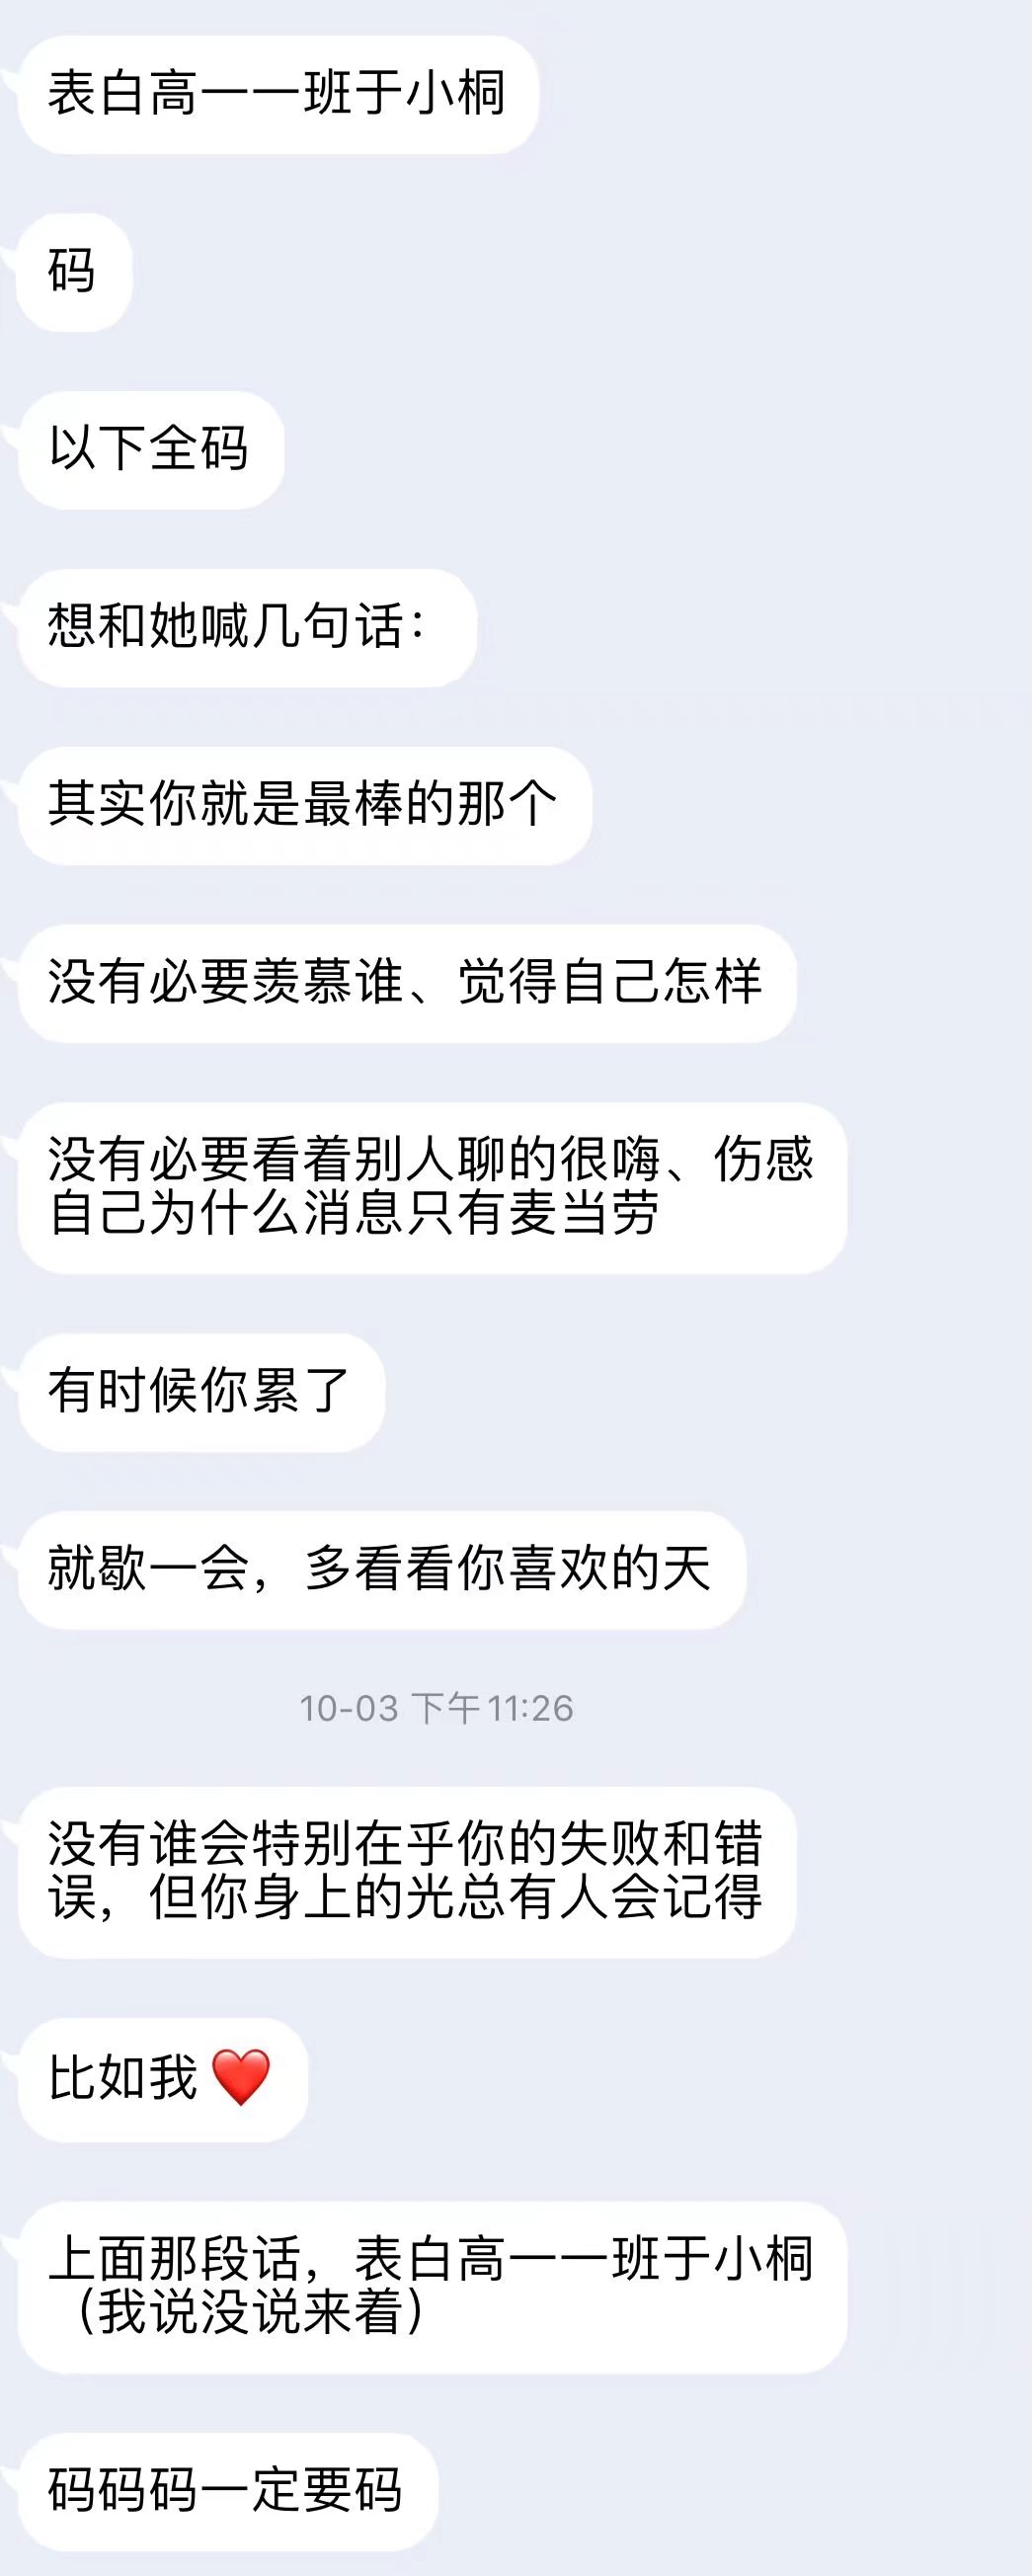 表白高一一班于小桐
码
以下全码
想和她喊几句话：
其实你就是最棒的那个
没有必要羡慕谁、觉得自己怎样
没有必要看着别人聊的很嗨、伤感
自己为什么消息只有麦当劳
有时候你累了
就歇一会，多看看你喜欢的天
10-03 下午11:26
没有谁会特别在乎你的失败和错
误，但你身上的光总有人会记得
比如我❤️
上面那段话，表白高一一班于小桐
（我说没说来着）
码码码一定要码